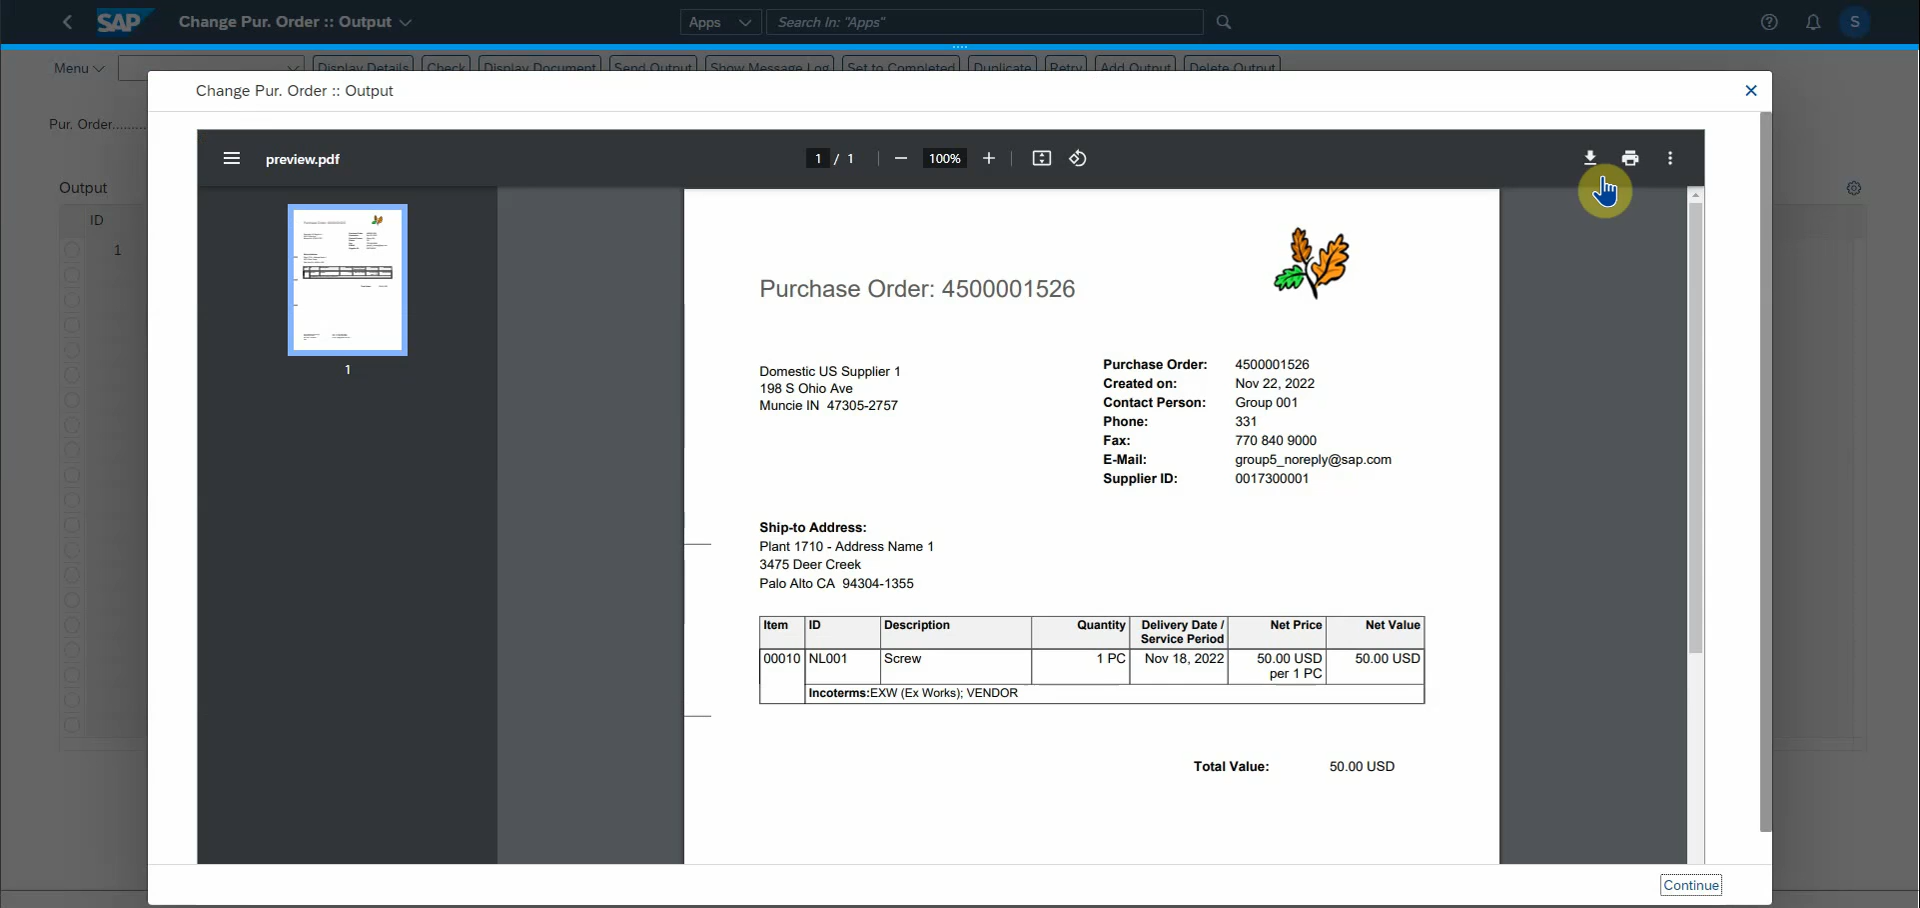 SAP Change Pur. Order :: Output Apps Search In: "Apps" S
Menu Display Details Check Display Document Send Output Show Message Log Set to Completed Duplicate Retry Add Output Delete Output
Change Pur. Order :: Output
Pur. Order.........
preview.pdf 1 / 1 100%
Output
ID
1
1
Purchase Order: 4500001526
Domestic US Supplier 1
198 S Ohio Ave
Muncie IN 47305-2757
Purchase Order: 4500001526
Created on: Nov 22, 2022
Contact Person: Group 001
Phone: 331
Fax: 770 840 9000
E-Mail: group5_noreply@sap.com
Supplier ID: 0017300001
Ship-to Address:
Plant 1710 - Address Name 1
3475 Deer Creek
Palo Alto CA 94304-1355
Item ID Description Quantity Delivery Date / Net Price Net Value
Service Period
00010 NL001 Screw 1 PC Nov 18, 2022 50.00 USD 50.00 USD
per 1 PC
Incoterms:EXW (Ex Works); VENDOR
Total Value: 50.00 USD
Continue